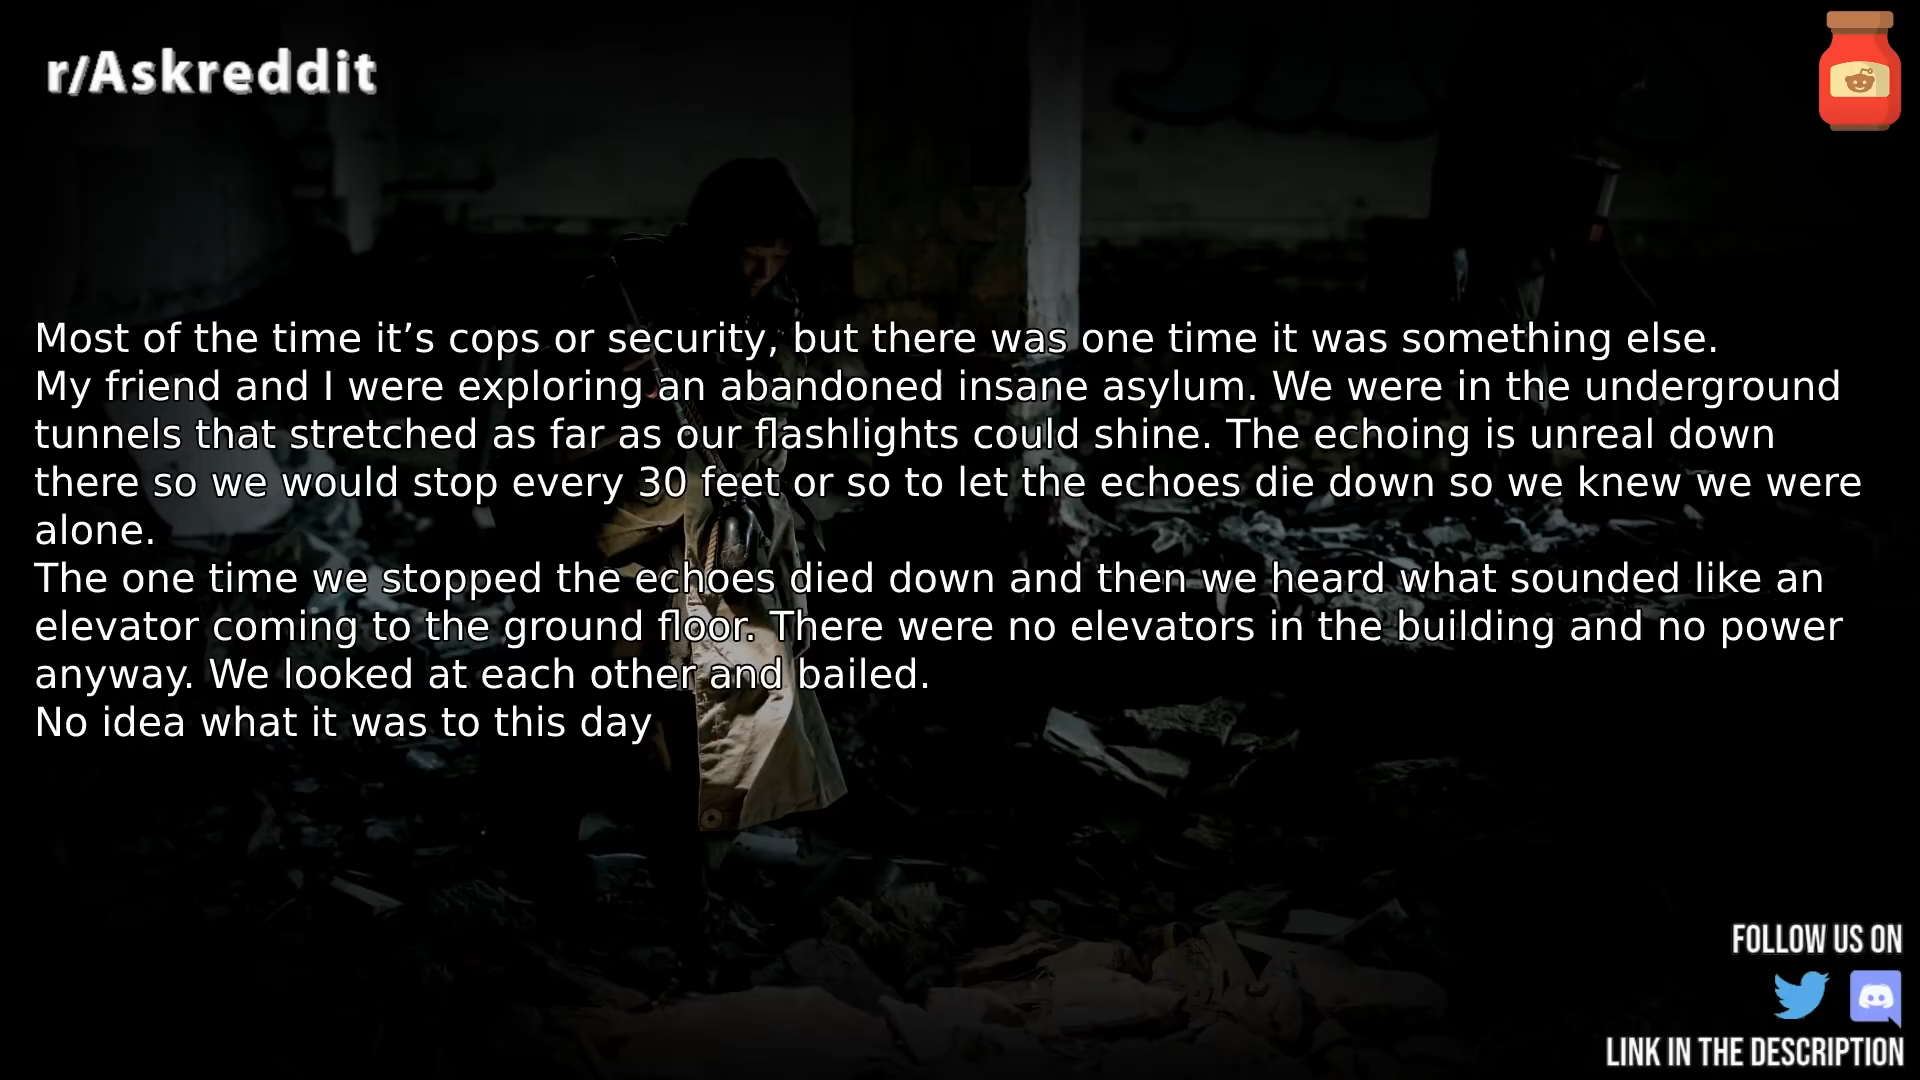 r/Askreddit
Most of the time it’s cops or security, but there was one time it was something else.
My friend and I were exploring an abandoned insane asylum. We were in the underground
tunnels that stretched as far as our flashlights could shine. The echoing is unreal down
there so we would stop every 30 feet or so to let the echoes die down so we knew we were
alone.
The one time we stopped the echoes died down and then we heard what sounded like an
elevator coming to the ground floor. There were no elevators in the building and no power
anyway. We looked at each other and bailed.
No idea what it was to this day
FOLLOW US ON
LINK IN THE DESCRIPTION